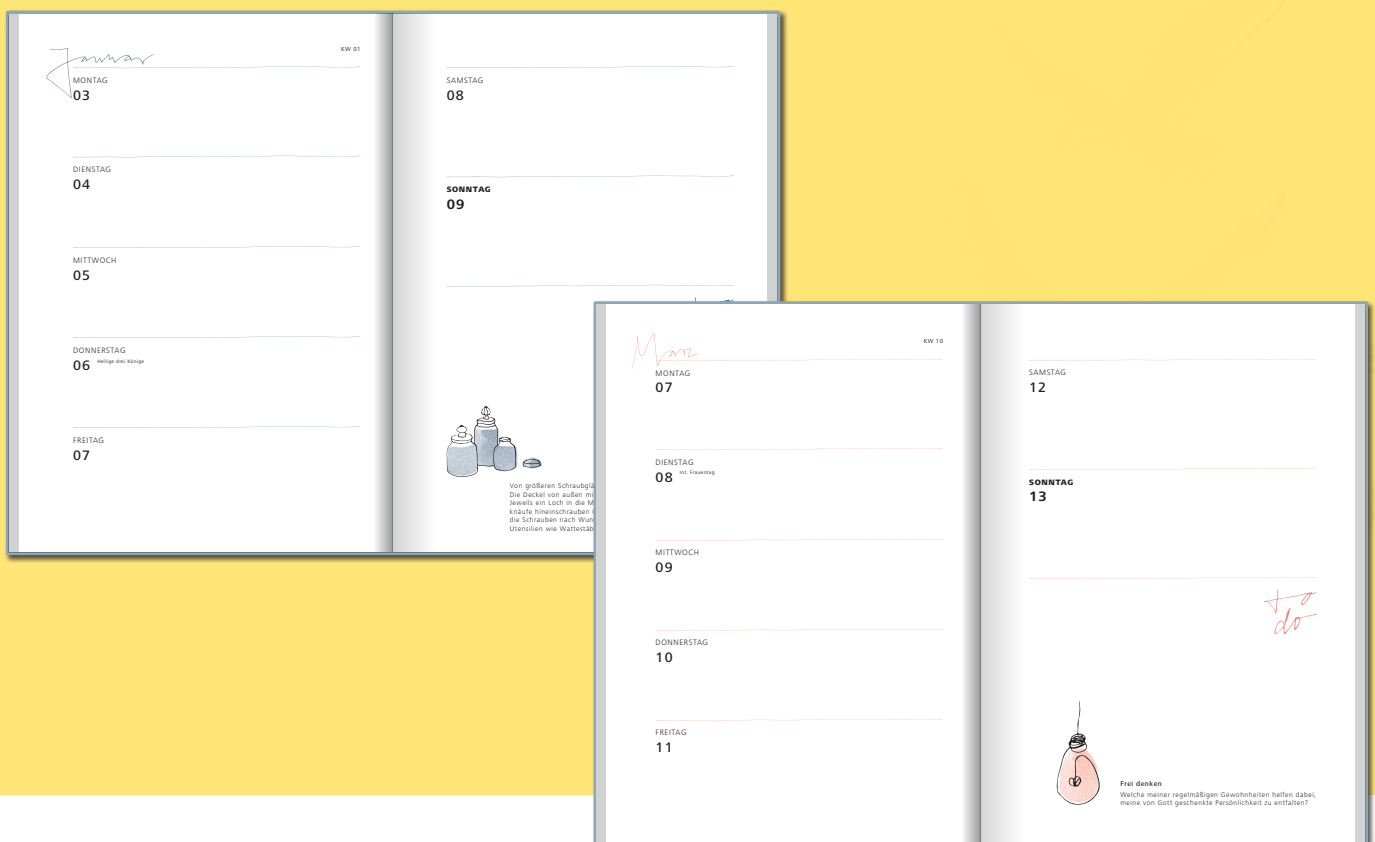 Januar
KW 01
MONTAG
03
DIENSTAG
04
MITTWOCH
05
DONNERSTAG
06 Heilige drei Könige
FREITAG
07
SAMSTAG
08
SONNTAG
09
Von größeren Schraubglä
Die Deckel von außen mi
Jeweils ein Loch in die M
knäufe hineinschrauben
die Schrauben nach Wun
Utensilien wie Wattestäb
März
KW 10
MONTAG
07
DIENSTAG
08 Int. Frauentag
MITTWOCH
09
DONNERSTAG
10
FREITAG
11
SAMSTAG
12
SONNTAG
13
to
do
Frei denken
Welche meiner regelmäßigen Gewohnheiten helfen dabei,
meine von Gott geschenkte Persönlichkeit zu entfalten?